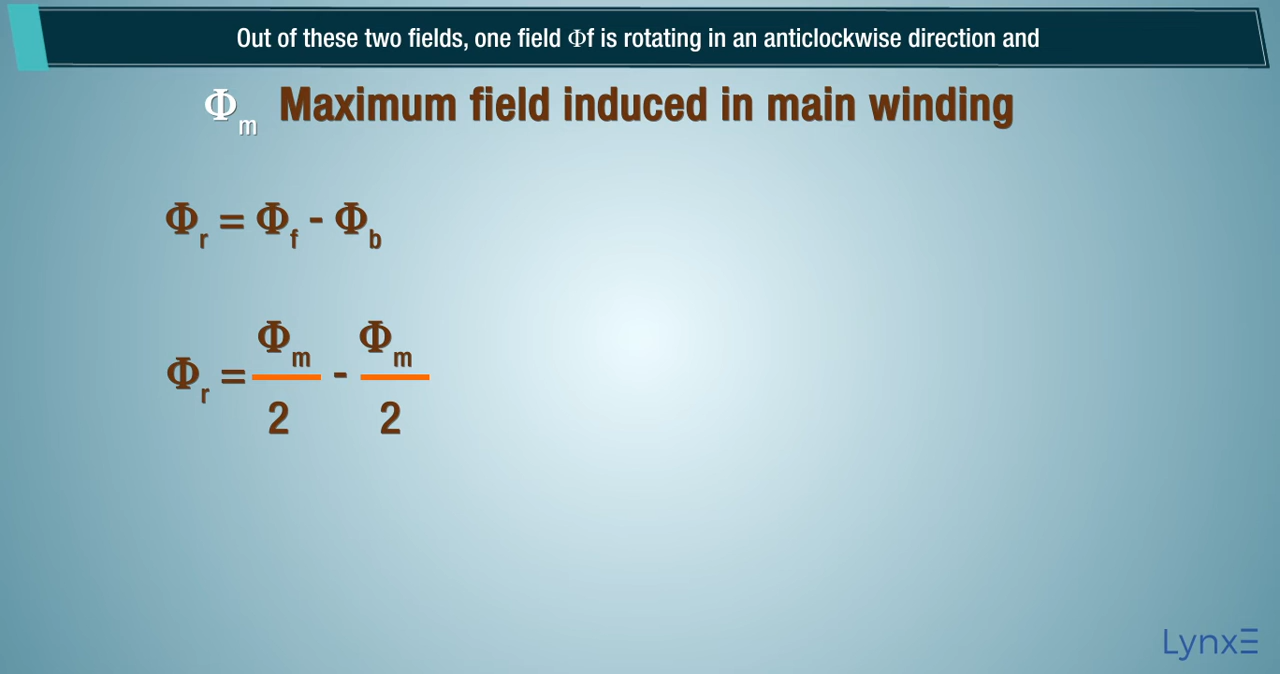 Out of these two fields, one field Φf is rotating in an anticlockwise direction and
Φm Maximum field induced in main winding
Φr = Φf - Φb
Φr = Φm/2 - Φm/2
LynxE